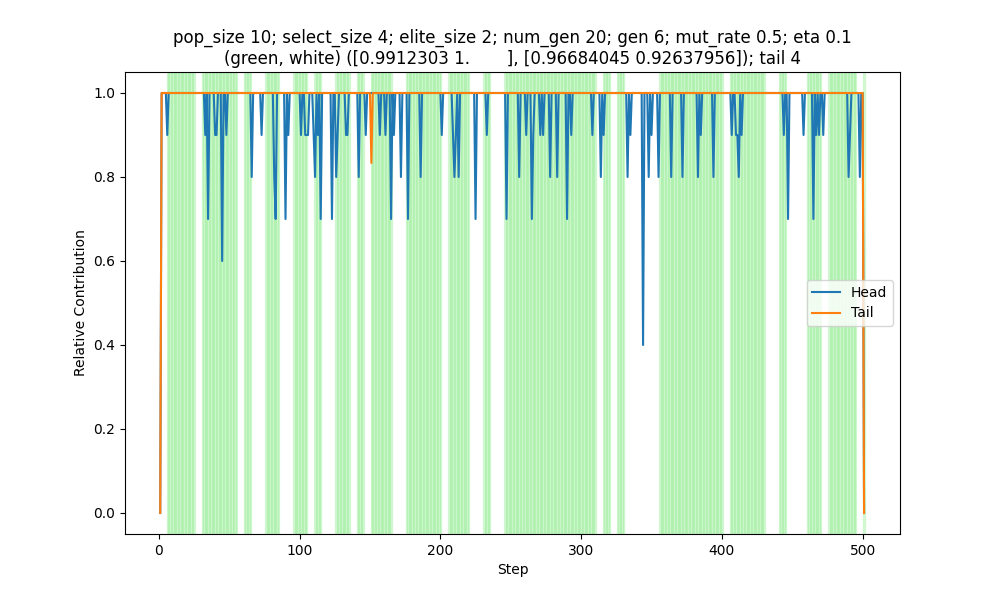 pop_size 10; select_size 4; elite_size 2; num_gen 20; gen 6; mut_rate 0.5; eta 0.1
(green, white) ([0.9912303 1.        ], [0.96684045 0.92637956]); tail 4
1.0
0.8
0.6
0.4
0.2
0.0
Relative Contribution
Head
Tail
0
100
200
300
400
500
Step